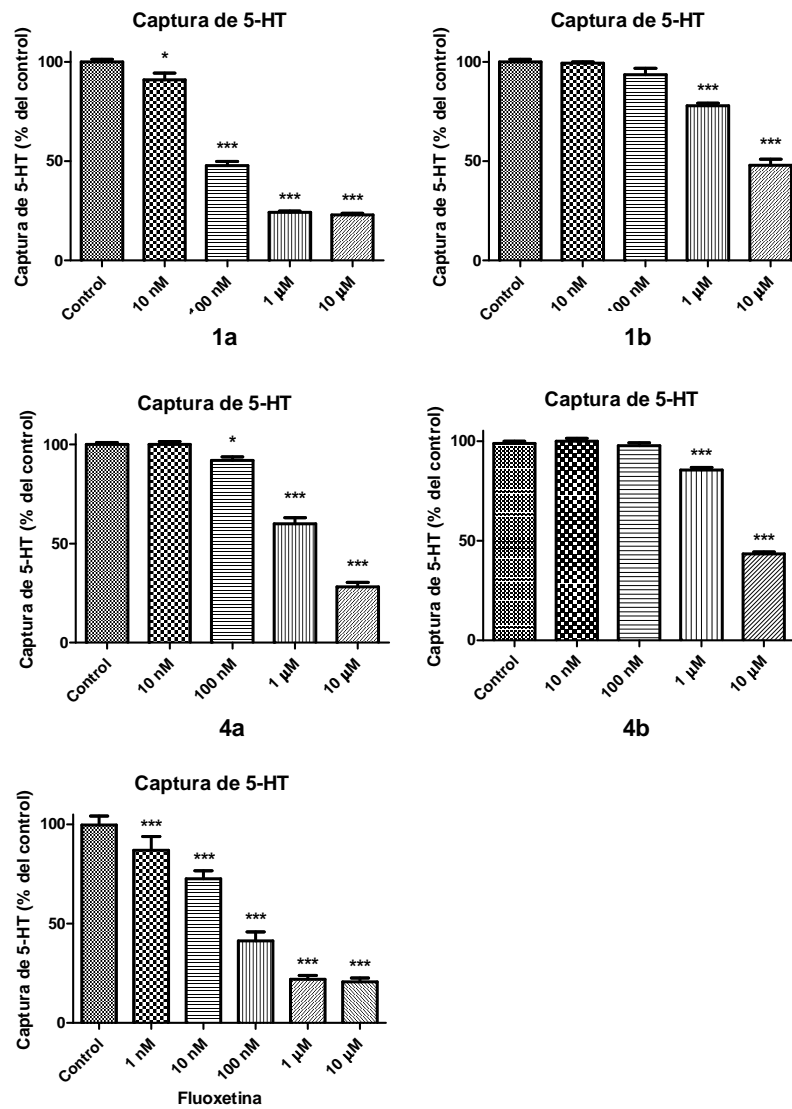 Captura de 5-HT
Captura de 5-HT (% del control)
100
50
0
*
***
***
***
Control
10 nM
100 nM
1 µM
10 µM
1a
Captura de 5-HT
Captura de 5-HT (% del control)
100
50
0
***
***
Control
10 nM
100 nM
1 µM
10 µM
1b
Captura de 5-HT
Captura de 5-HT (% del control)
100
50
0
*
***
***
Control
10 nM
100 nM
1 µM
10 µM
4a
Captura de 5-HT
Captura de 5-HT (% del control)
100
50
0
***
***
Control
10 nM
100 nM
1 µM
10 µM
4b
Captura de 5-HT
Captura de 5-HT (% del control)
100
50
0
***
***
***
***
***
Control
1 nM
10 nM
100 nM
1 µM
10 µM
Fluoxetina